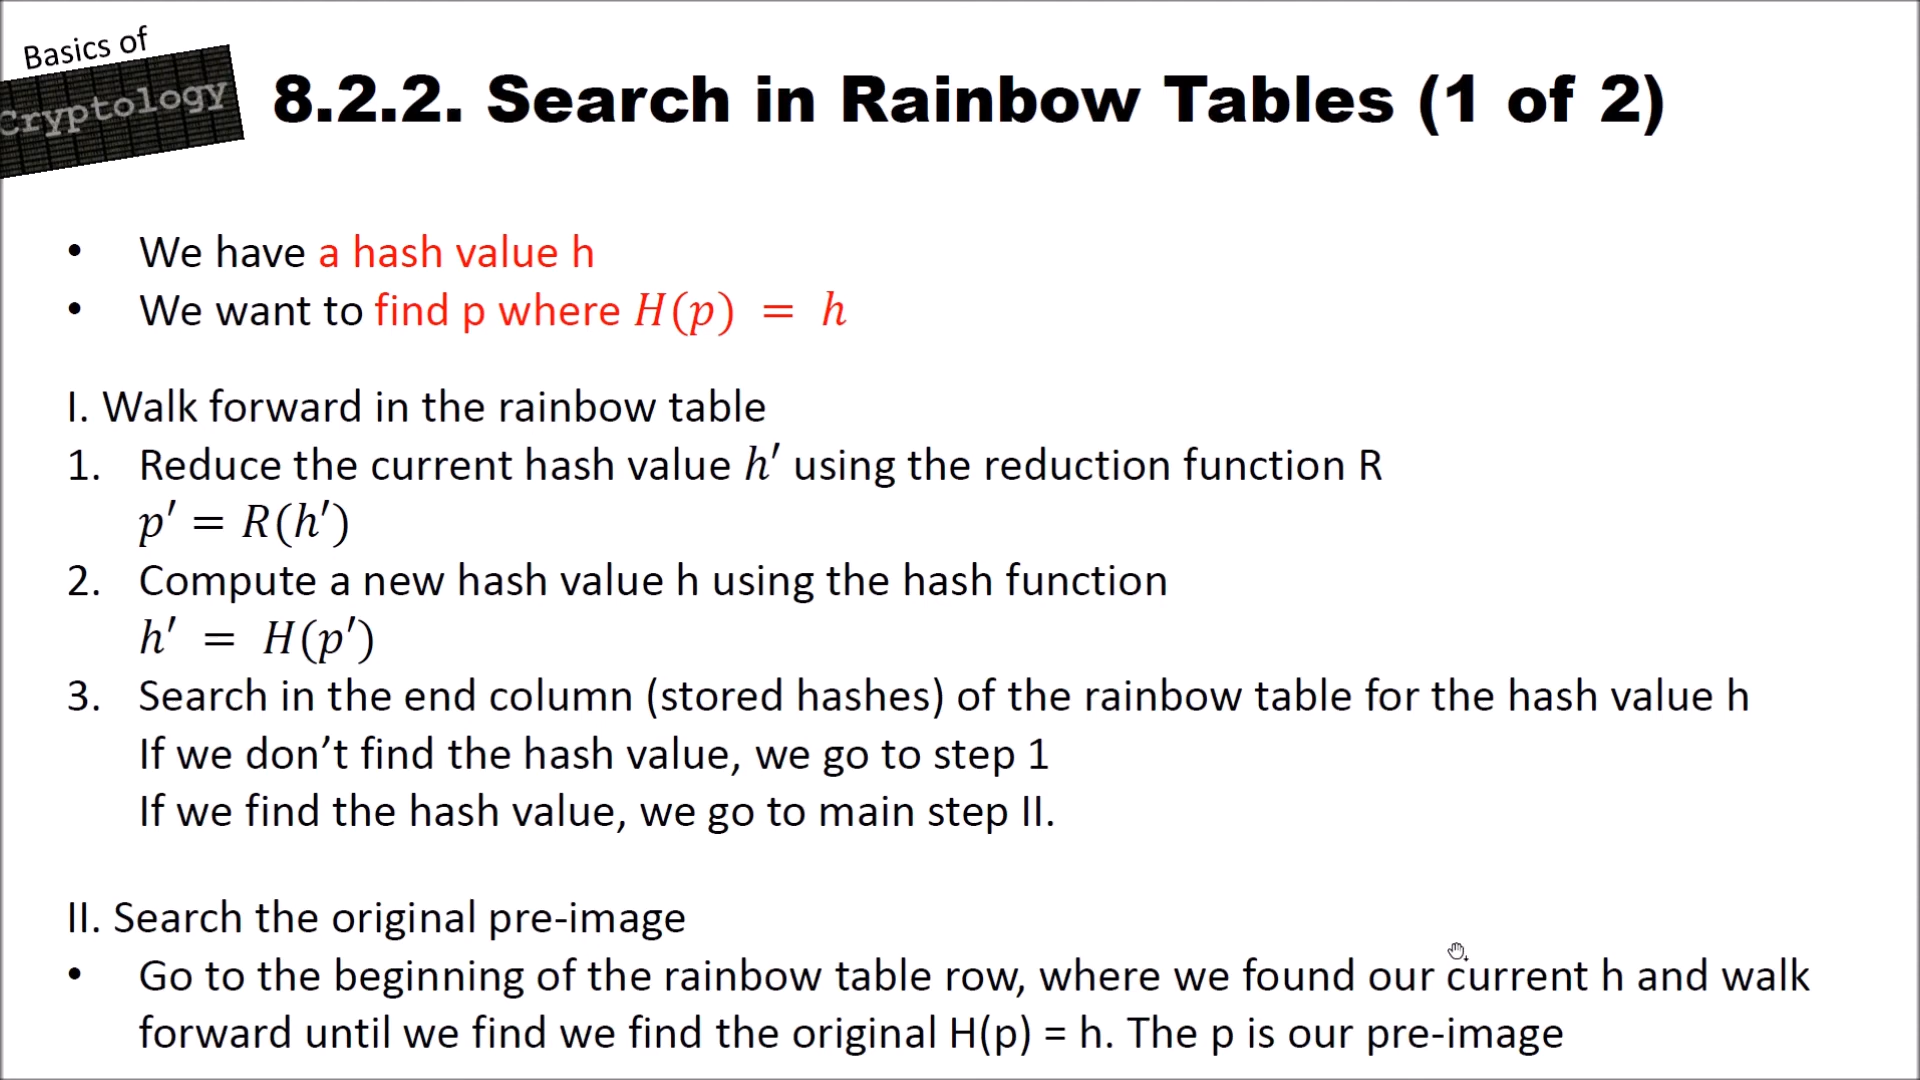 Basics of
Cryptology
8.2.2. Search in Rainbow Tables (1 of 2)
• We have a hash value h
• We want to find p where H(p) = h
I. Walk forward in the rainbow table
1. Reduce the current hash value h′ using the reduction function R
p′ = R(h′)
2. Compute a new hash value h using the hash function
h′ = H(p′)
3. Search in the end column (stored hashes) of the rainbow table for the hash value h
If we don’t find the hash value, we go to step 1
If we find the hash value, we go to main step II.
II. Search the original pre-image
• Go to the beginning of the rainbow table row, where we found our current h and walk
forward until we find we find the original H(p) = h. The p is our pre-image